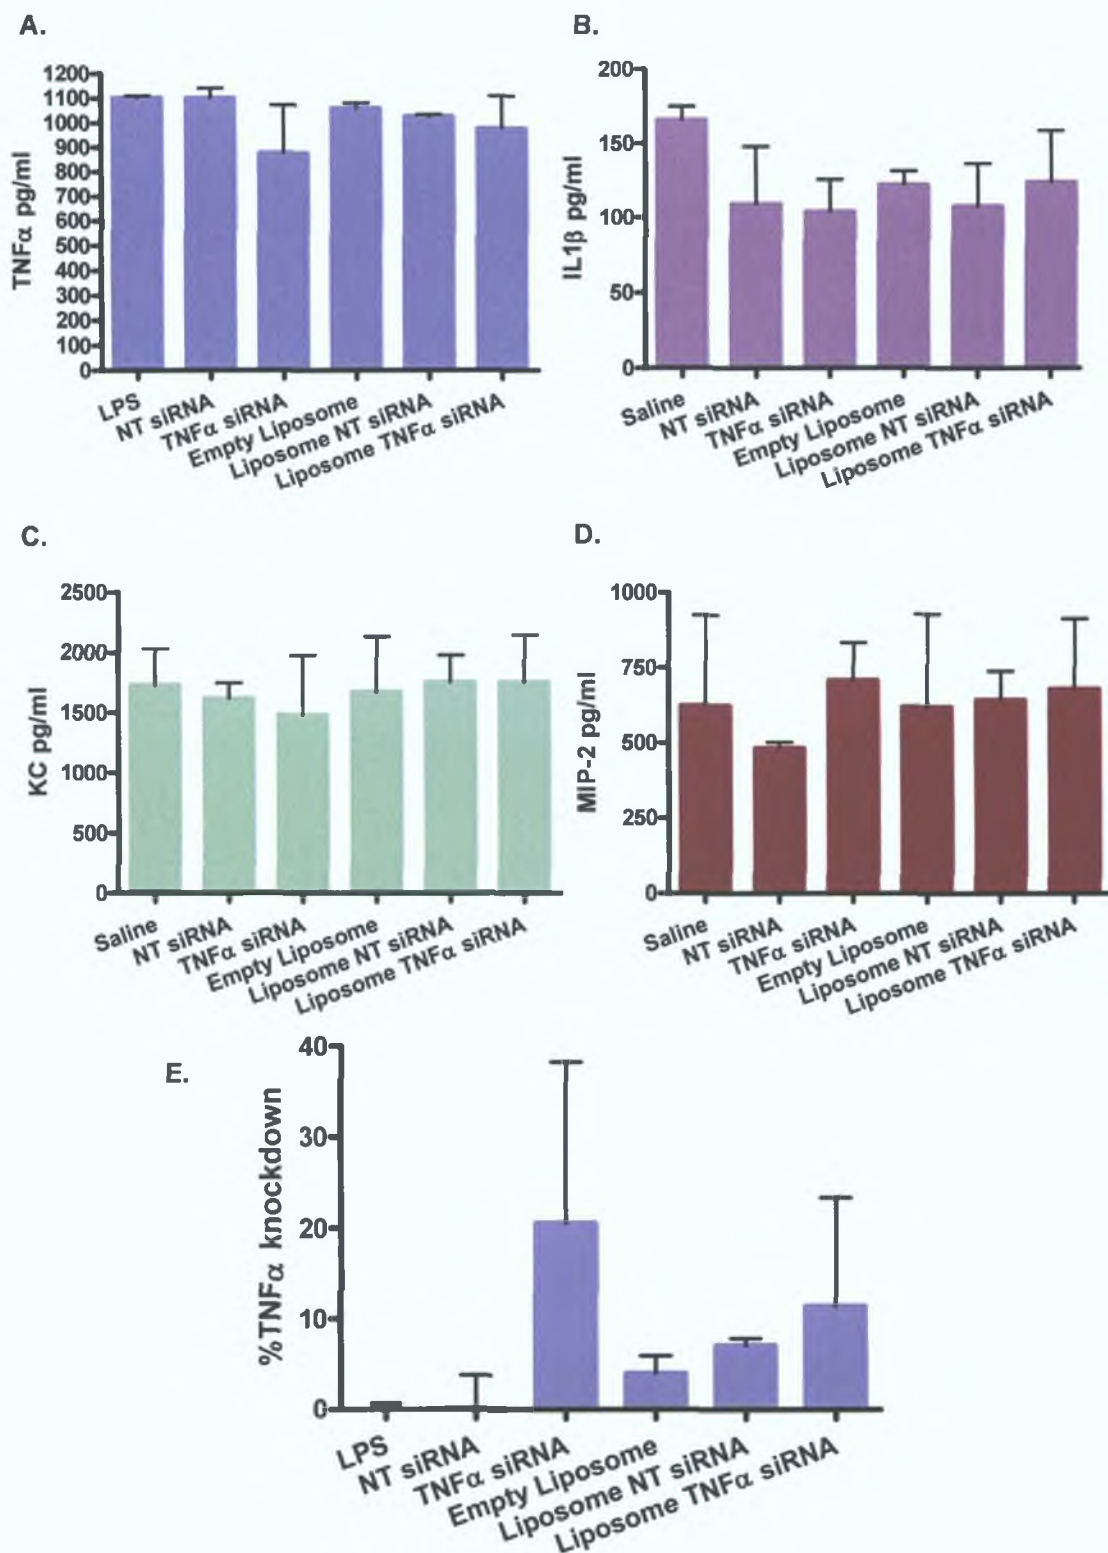 A.
TNFα pg/ml
1200
1100
1000
900
800
700
600
500
400
300
200
100
0
LPS
NT siRNA
TNFα siRNA
Empty Liposome
Liposome NT siRNA
Liposome TNFα siRNA
B.
IL1β pg/ml
200
150
100
50
0
Saline
NT siRNA
TNFα siRNA
Empty Liposome
Liposome NT siRNA
Liposome TNFα siRNA
C.
KC pg/ml
2500
2000
1500
1000
500
0
Saline
NT siRNA
TNFα siRNA
Empty Liposome
Liposome NT siRNA
Liposome TNFα siRNA
D.
MIP-2 pg/ml
1000
750
500
250
0
Saline
NT siRNA
TNFα siRNA
Empty Liposome
Liposome NT siRNA
Liposome TNFα siRNA
E.
%TNFα knockdown
40
30
20
10
0
LPS
NT siRNA
TNFα siRNA
Empty Liposome
Liposome NT siRNA
Liposome TNFα siRNA